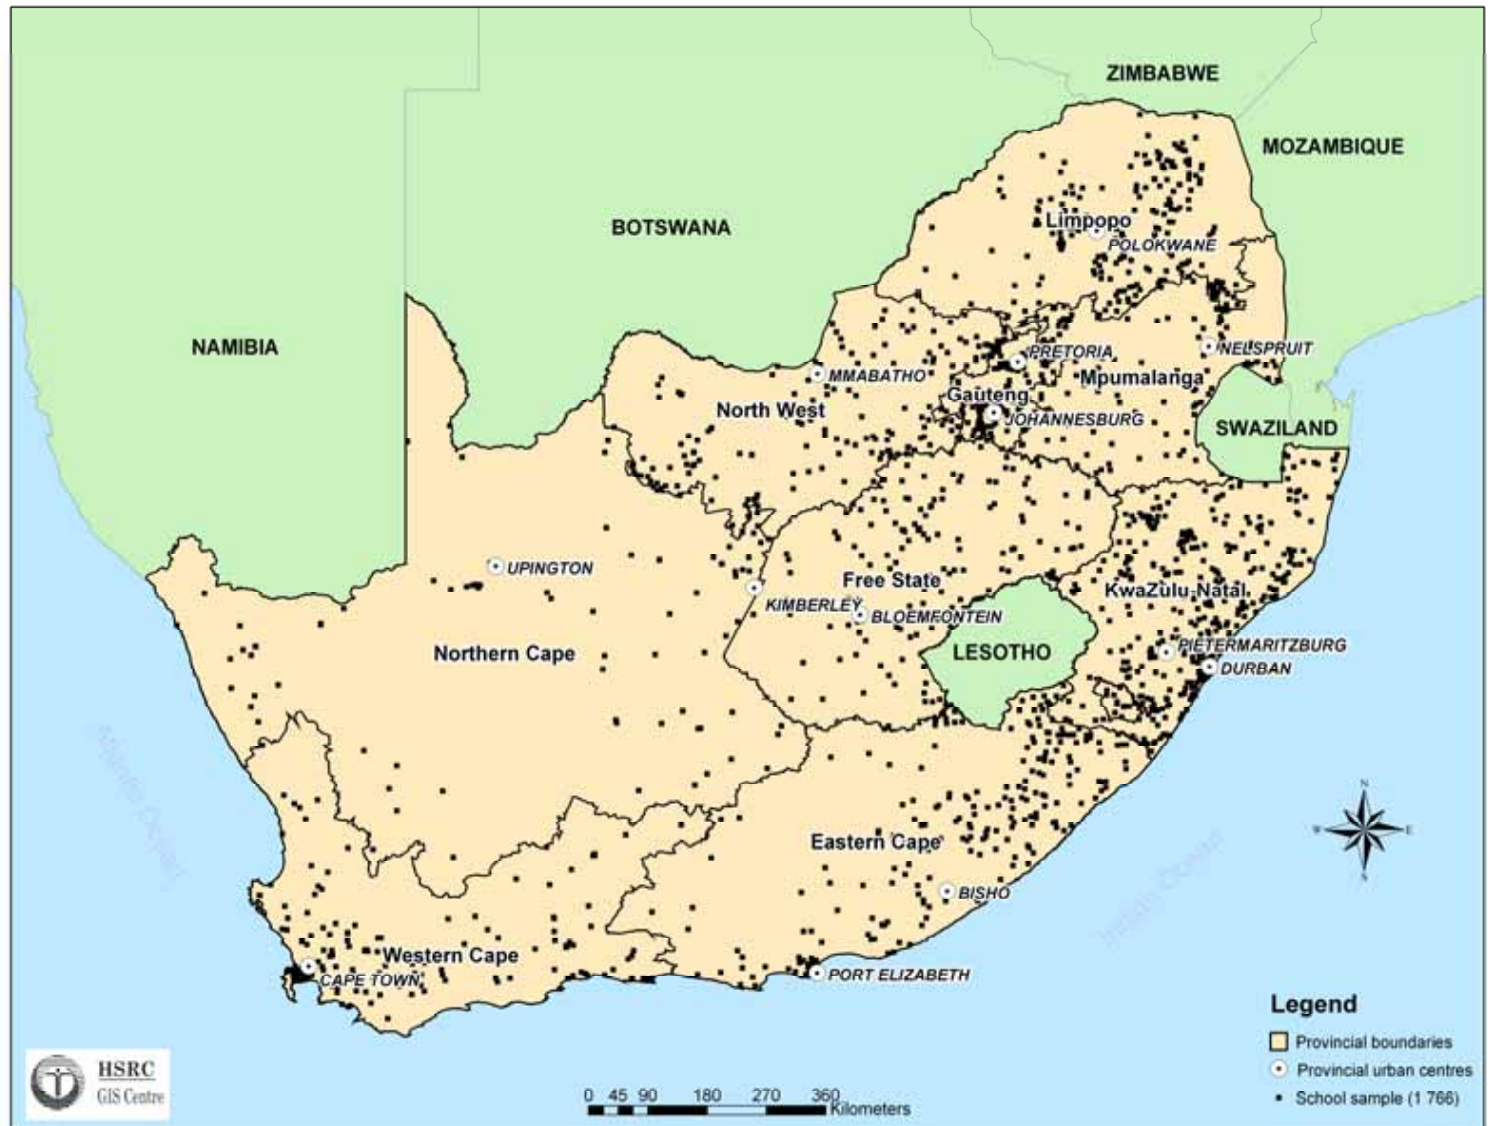 ZIMBABWE
MOZAMBIQUE
BOTSWANA
Limpopo
POLOKWANE
NAMIBIA
PRETORIA
NELSPRUIT
MMABATHO
Mpumalanga
Gauteng
North West
JOHANNESBURG
SWAZILAND
UPINGTON
Free State
KwaZulu-Natal
KIMBERLEY
BLOEMFONTEIN
Northern Cape
LESOTHO
PIETERMARITZBURG
DURBAN
Atlantic Ocean
N
W
E
S
Eastern Cape
Indian Ocean
BISHO
Western Cape
CAPE TOWN
PORT ELIZABETH
Legend
Provincial boundaries
Provincial urban centres
School sample (1 766)
HSRC
GIS Centre
0 45 90 180 270 360
Kilometers